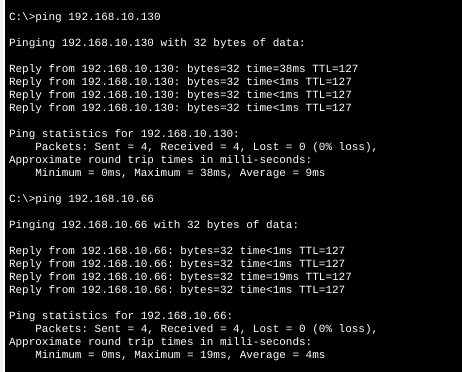 C:\>ping 192.168.10.130
Pinging 192.168.10.130 with 32 bytes of data:
Reply from 192.168.10.130: bytes=32 time=38ms TTL=127
Reply from 192.168.10.130: bytes=32 time<1ms TTL=127
Reply from 192.168.10.130: bytes=32 time<1ms TTL=127
Reply from 192.168.10.130: bytes=32 time<1ms TTL=127
Ping statistics for 192.168.10.130:
    Packets: Sent = 4, Received = 4, Lost = 0 (0% loss),
Approximate round trip times in milli-seconds:
    Minimum = 0ms, Maximum = 38ms, Average = 9ms
C:\>ping 192.168.10.66
Pinging 192.168.10.66 with 32 bytes of data:
Reply from 192.168.10.66: bytes=32 time<1ms TTL=127
Reply from 192.168.10.66: bytes=32 time<1ms TTL=127
Reply from 192.168.10.66: bytes=32 time=19ms TTL=127
Reply from 192.168.10.66: bytes=32 time<1ms TTL=127
Ping statistics for 192.168.10.66:
    Packets: Sent = 4, Received = 4, Lost = 0 (0% loss),
Approximate round trip times in milli-seconds:
    Minimum = 0ms, Maximum = 19ms, Average = 4ms